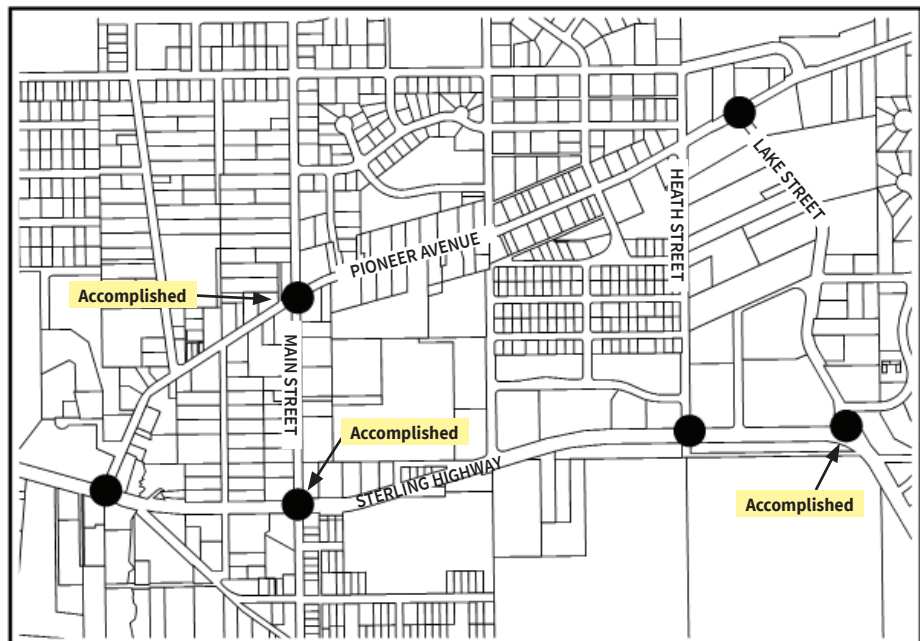 LAKE STREET
HEATH STREET
PIONEER AVENUE
Accomplished
MAIN STREET
Accomplished
STERLING HIGHWAY
Accomplished